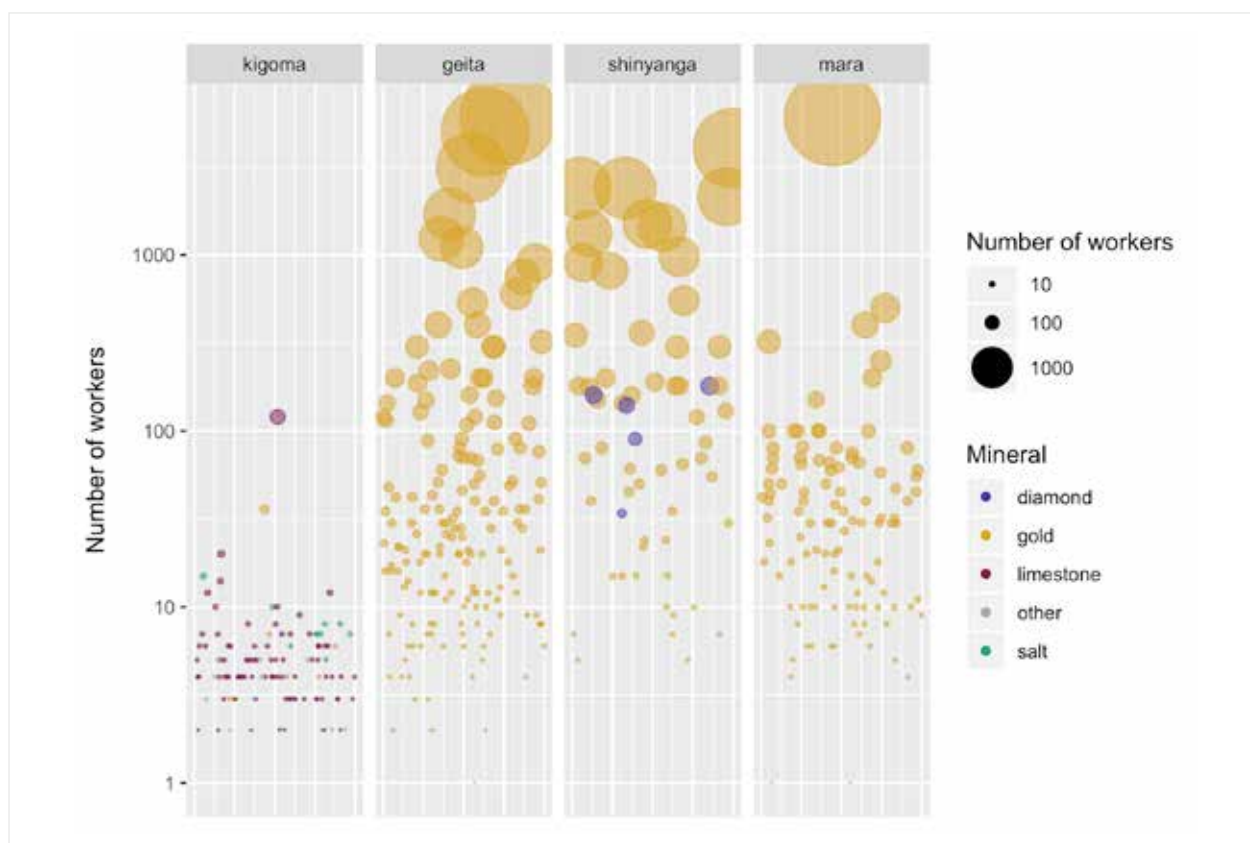 kigoma geita shinyanga mara
Number of workers
1000
100
10
1
Number of workers
10
100
1000
Mineral
diamond
gold
limestone
other
salt